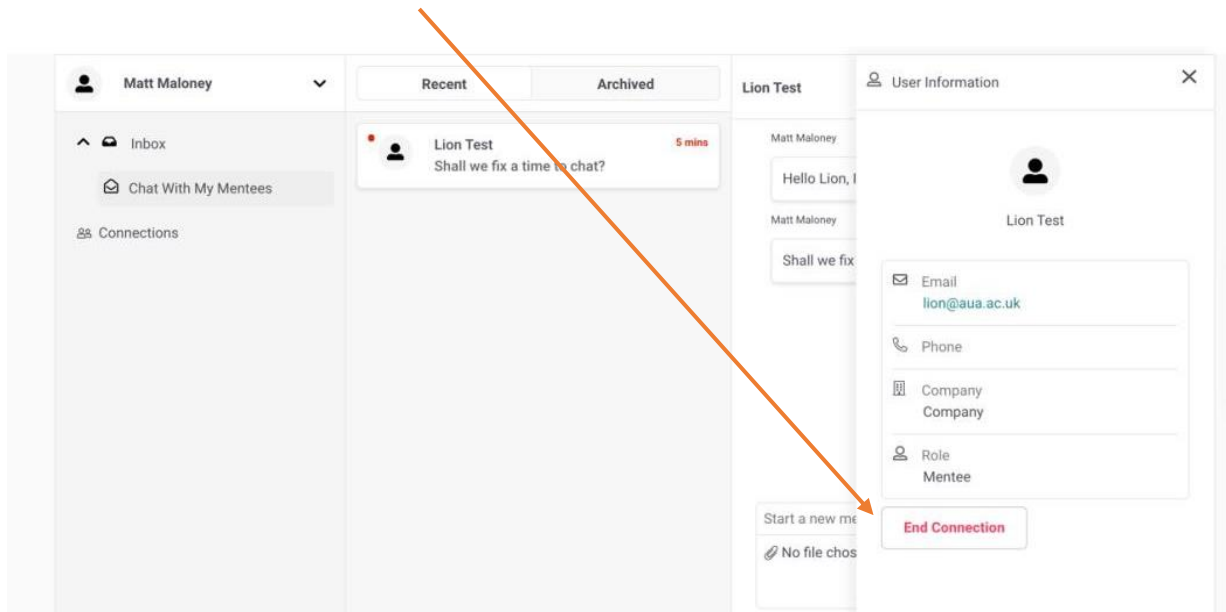 Matt Maloney
Inbox
Chat With My Mentees
Connections
Recent
Archived
Lion Test
5 mins
Shall we fix a time to chat?
Lion Test
Matt Maloney
Hello Lion, I
Matt Maloney
Shall we fix
Start a new me
No file chos
User Information
Lion Test
Email
lion@aua.ac.uk
Phone
Company
Company
Role
Mentee
End Connection